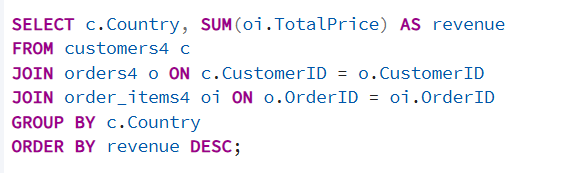 SELECT c.Country, SUM(oi.TotalPrice) AS revenue
FROM customers4 c
JOIN orders4 o ON c.CustomerID = o.CustomerID
JOIN order_items4 oi ON o.OrderID = oi.OrderID
GROUP BY c.Country
ORDER BY revenue DESC;